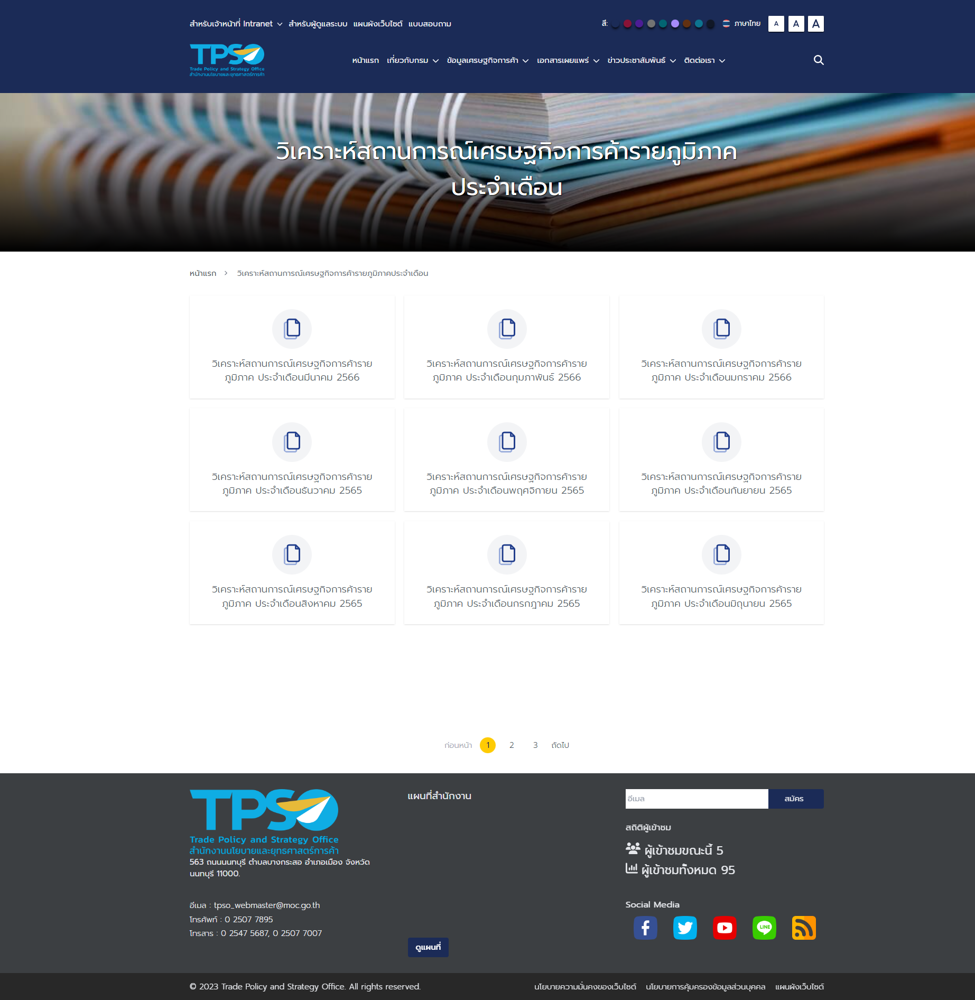 สำหรับเจ้าหน้าที่ Intranet สำหรับผู้ดูแลระบบ แผนผังเว็บไซต์ แบบสอบถาม
สี: ภาษาไทย A A A
TPSO
Trade Policy and Strategy Office
สำนักงานนโยบายและยุทธศาสตร์การค้า
หน้าแรก เกี่ยวกับกรม ข้อมูลเศรษฐกิจการค้า เอกสารเผยแพร่ ข่าวประชาสัมพันธ์ ติดต่อเรา
วิเคราะห์สถานการณ์เศรษฐกิจการค้ารายภูมิภาค
ประจำเดือน
หน้าแรก > วิเคราะห์สถานการณ์เศรษฐกิจการค้ารายภูมิภาคประจำเดือน
วิเคราะห์สถานการณ์เศรษฐกิจการค้าราย
ภูมิภาค ประจำเดือนมีนาคม 2566
วิเคราะห์สถานการณ์เศรษฐกิจการค้าราย
ภูมิภาค ประจำเดือนกุมภาพันธ์ 2566
วิเคราะห์สถานการณ์เศรษฐกิจการค้าราย
ภูมิภาค ประจำเดือนมกราคม 2566
วิเคราะห์สถานการณ์เศรษฐกิจการค้าราย
ภูมิภาค ประจำเดือนธันวาคม 2565
วิเคราะห์สถานการณ์เศรษฐกิจการค้าราย
ภูมิภาค ประจำเดือนพฤศจิกายน 2565
วิเคราะห์สถานการณ์เศรษฐกิจการค้าราย
ภูมิภาค ประจำเดือนกันยายน 2565
วิเคราะห์สถานการณ์เศรษฐกิจการค้าราย
ภูมิภาค ประจำเดือนสิงหาคม 2565
วิเคราะห์สถานการณ์เศรษฐกิจการค้าราย
ภูมิภาค ประจำเดือนกรกฎาคม 2565
วิเคราะห์สถานการณ์เศรษฐกิจการค้าราย
ภูมิภาค ประจำเดือนมิถุนายน 2565
ก่อนหน้า 1 2 3 ถัดไป
TPSO
Trade Policy and Strategy Office
สำนักงานนโยบายและยุทธศาสตร์การค้า
563 ถนนนนทบุรี ตำบลบางกระสอ อำเภอเมือง จังหวัด
นนทบุรี 11000.
อีเมล : tpso_webmaster@moc.go.th
โทรศัพท์ : 0 2507 7895
โทรสาร : 0 2547 5687, 0 2507 7007
แผนที่สำนักงาน
ดูแผนที่
อีเมล สมัคร
สถิติผู้เข้าชม
ผู้เข้าชมขณะนี้ 5
ผู้เข้าชมทั้งหมด 95
Social Media
LINE
© 2023 Trade Policy and Strategy Office. All rights reserved.
นโยบายความมั่นคงของเว็บไซต์ นโยบายการคุ้มครองข้อมูลส่วนบุคคล แผนผังเว็บไซต์